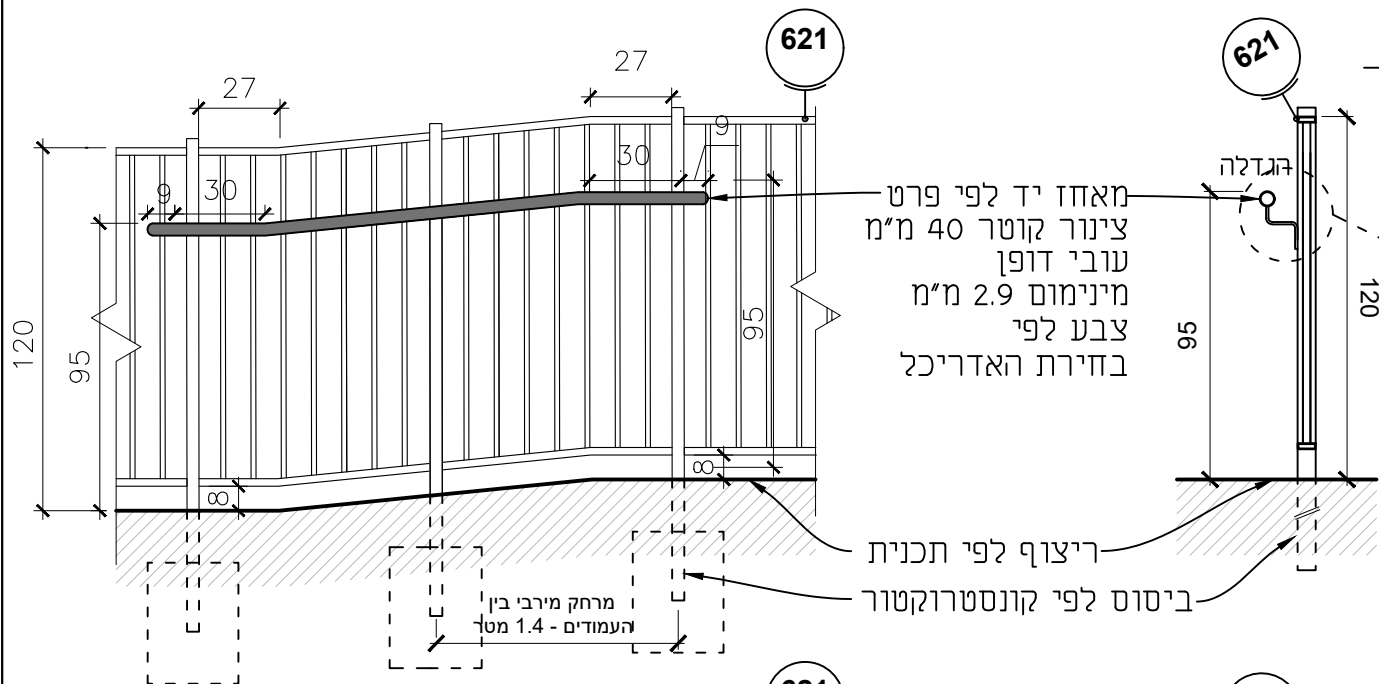 621
621
27
27
9
30
30
9
120
95
95
8
8
הגדלה
95
120
מאחז יד לפי פרט
צינור קוטר 40 מ"מ
עובי דופן
מינימום 2.9 מ"מ
צבע לפי
בחירת האדריכל
ריצוף לפי תכנית
ביסוס לפי קונסטרוקטור
מרחק מירבי בין
העמודים - 1.4 מטר
621